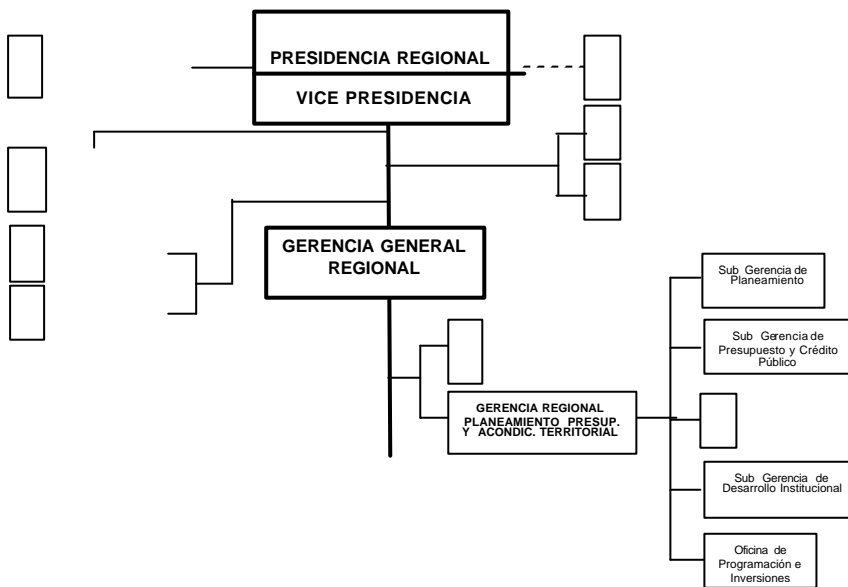 PRESIDENCIA REGIONAL
VICE PRESIDENCIA
GERENCIA GENERAL
REGIONAL
Sub Gerencia de
Planeamiento
Sub Gerencia de
Presupuesto y Crédito
Público
GERENCIA REGIONAL
PLANEAMIENTO PRESUP.
Y ACONDIC. TERRITORIAL
Sub Gerencia de
Desarrollo Institucional
Oficina de
Programación e
Inversiones